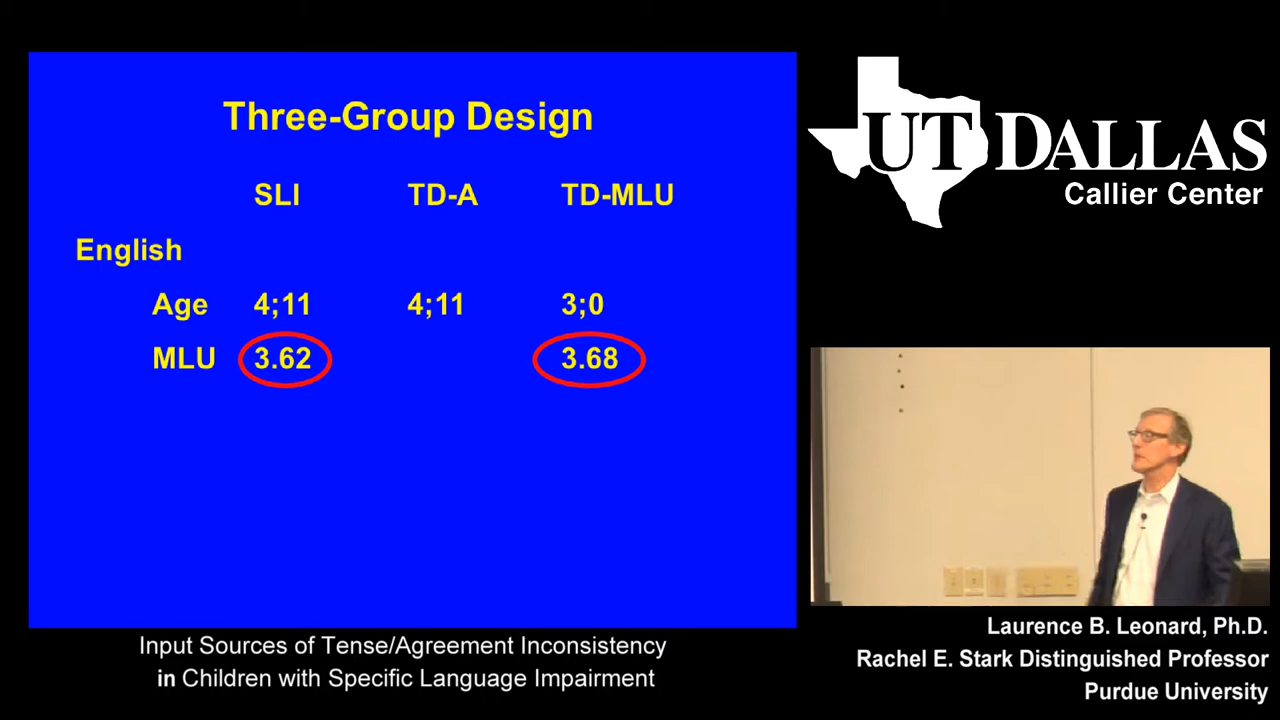 Three-Group Design
SLI TD-A TD-MLU
English
Age 4;11 4;11 3;0
MLU 3.62 3.68
UT DALLAS
Callier Center
Input Sources of Tense/Agreement Inconsistency
in Children with Specific Language Impairment
Laurence B. Leonard, Ph.D.
Rachel E. Stark Distinguished Professor
Purdue University